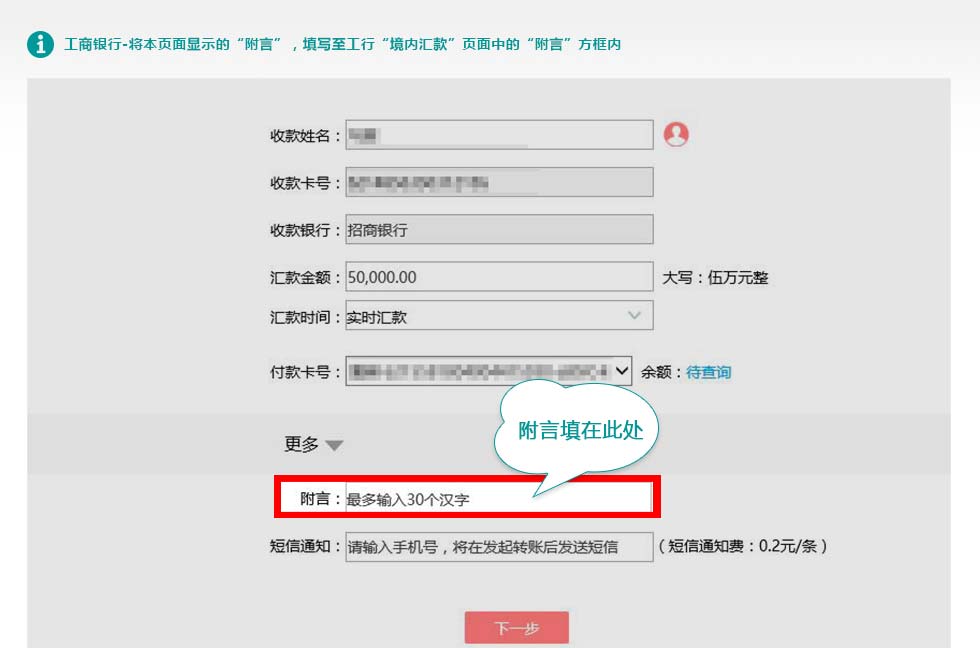 工商银行-将本页面显示的“附言”，填写至工行“境内汇款”页面中的“附言”方框内
收款姓名：
收款卡号：
收款银行：招商银行
汇款金额：50,000.00 大写：伍万元整
汇款时间：实时汇款
付款卡号： 余额：待查询
附言填在此处
更多
附言：最多输入30个汉字
短信通知：请输入手机号，将在发起转账后发送短信 （短信通知费：0.2元/条）
下一步